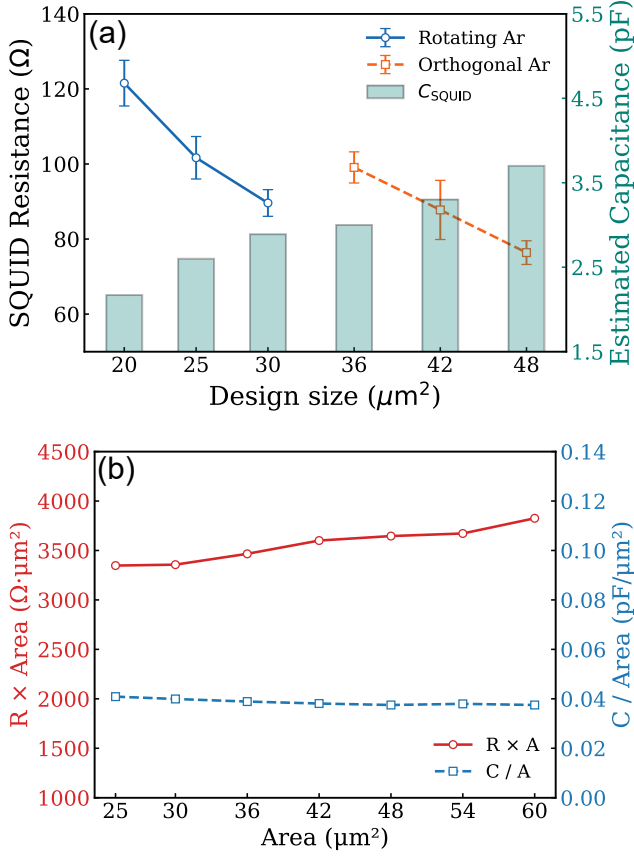 (a)
140
120
100
80
60
SQUID Resistance (Ω)
Rotating Ar
Orthogonal Ar
C_SQUID
5.5
4.5
3.5
2.5
1.5
Estimated Capacitance (pF)
20 25 30 36 42 48
Design size (μm²)
(b)
4500
4000
3500
3000
2500
2000
1500
1000
R × Area (Ω·μm²)
0.14
0.12
0.10
0.08
0.06
0.04
0.02
0.00
C / Area (pF/μm²)
R × A
C / A
25 30 36 42 48 54 60
Area (μm²)